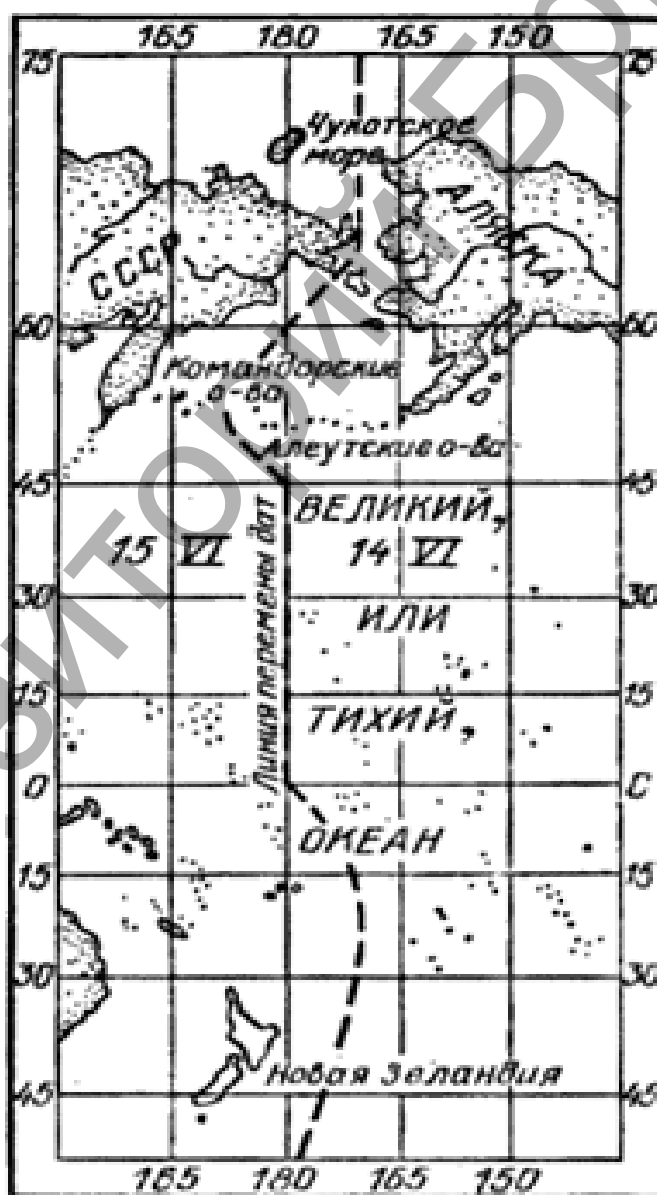 165 180 165 150
75 75
Чукотское
море
АЛЯСКА
СССР
60 60
Командорские
о-ва
Алеутские о-ва
45 45
ВЕЛИКИЙ,
15 VI 14 VI
Линия перемены дат
30 30
ИЛИ
15 15
ТИХИЙ,
0 С
ОКЕАН
15 15
30 30
Новая Зеландия
45 45
165 180 165 150